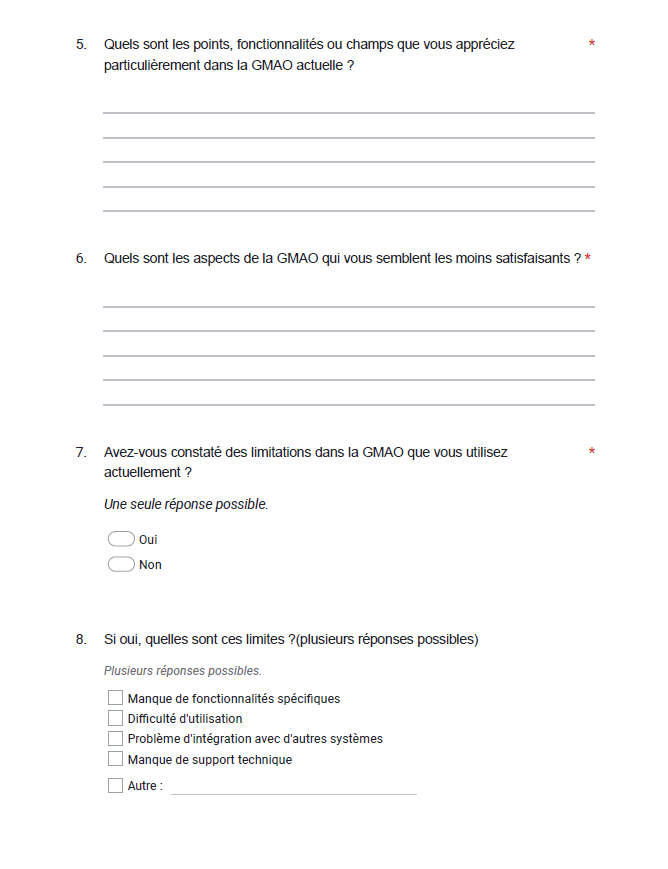 5. Quels sont les points, fonctionnalités ou champs que vous appréciez *
particulièrement dans la GMAO actuelle ?
6. Quels sont les aspects de la GMAO qui vous semblent les moins satisfaisants ? *
7. Avez-vous constaté des limitations dans la GMAO que vous utilisez *
actuellement ?
Une seule réponse possible.
Oui
Non
8. Si oui, quelles sont ces limites ?(plusieurs réponses possibles)
Plusieurs réponses possibles.
Manque de fonctionnalités spécifiques
Difficulté d'utilisation
Problème d'intégration avec d'autres systèmes
Manque de support technique
Autre :